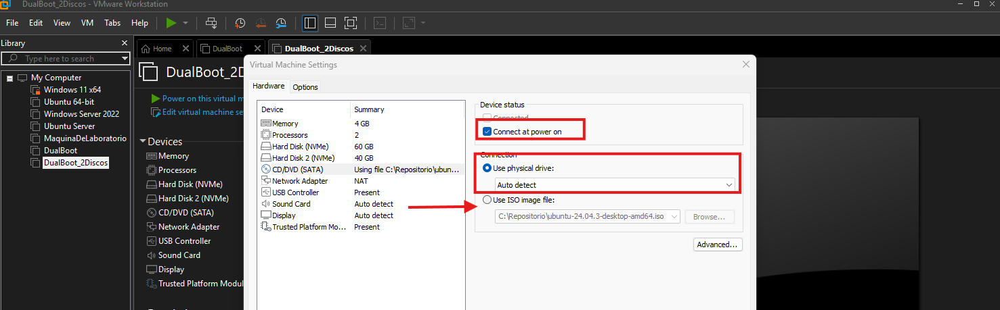 DualBoot_2Discos - VMware Workstation
File Edit View VM Tabs Help
Library
Type here to search
My Computer
Windows 11 x64
Ubuntu 64-bit
Windows Server 2022
Ubuntu Server
MaquinaDeLaboratorio
DualBoot
DualBoot_2Discos
Home
DualBoot
DualBoot_2Discos
DualBoot_2D
Power on this virtual m
Edit virtual machine se
Devices
Memory
Processors
Hard Disk (NVMe)
Hard Disk 2 (NVMe)
CD/DVD (SATA)
Network Adapter
USB Controller
Sound Card
Display
Trusted Platform Modul
Virtual Machine Settings
Hardware Options
Device Summary
Memory 4 GB
Processors 2
Hard Disk (NVMe) 60 GB
Hard Disk 2 (NVMe) 40 GB
CD/DVD (SATA) Using file C:\Repositorio\ubun...
Network Adapter NAT
USB Controller Present
Sound Card Auto detect
Display Auto detect
Trusted Platform Mo... Present
Device status
Connected
Connect at power on
Connection
Use physical drive:
Auto detect
Use ISO image file:
C:\Repositorio\ubuntu-24.04.3-desktop-amd64.iso
Browse...
Advanced...